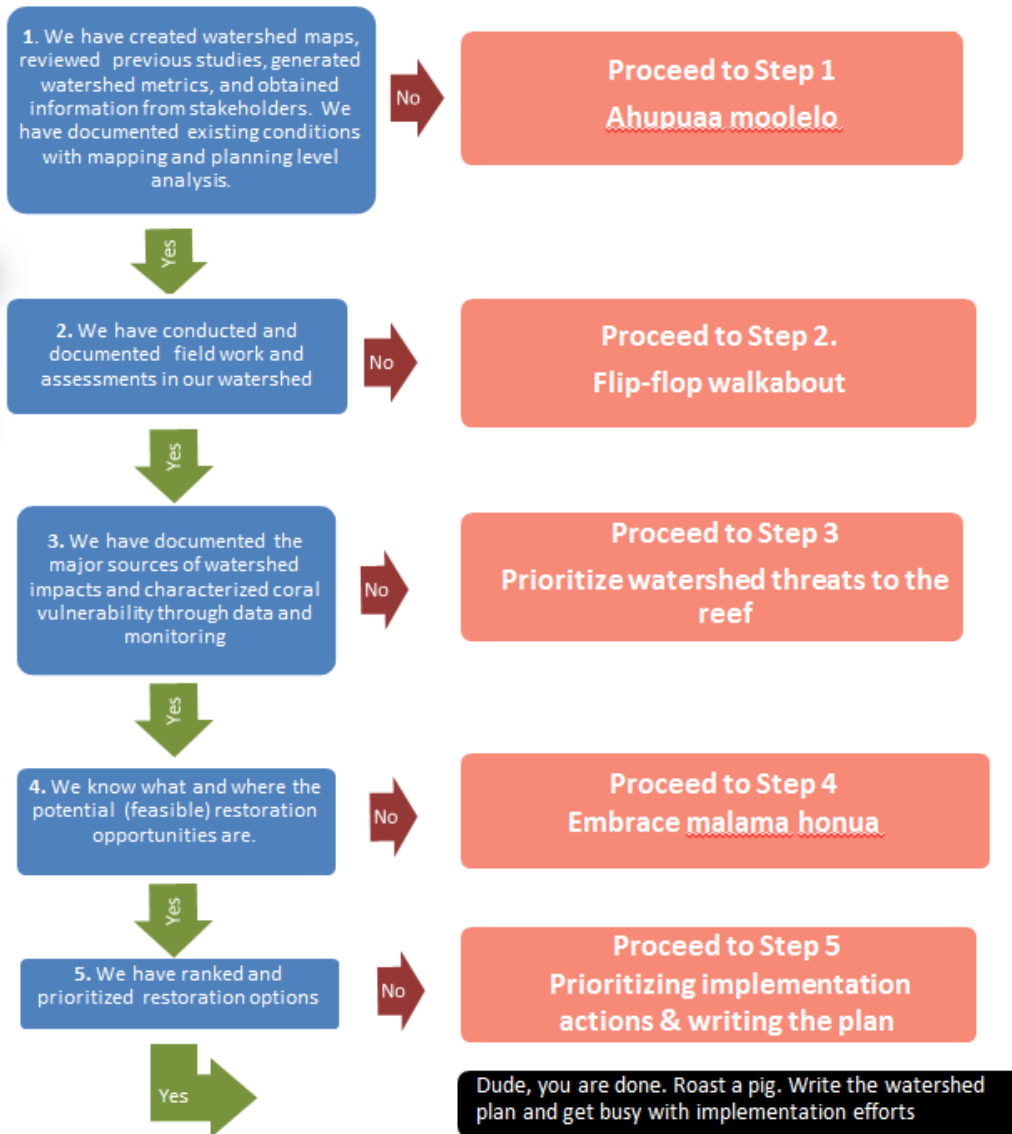 1. We have created watershed maps,
reviewed previous studies, generated
watershed metrics, and obtained
information from stakeholders. We
have documented existing conditions
with mapping and planning level
analysis.
No
Proceed to Step 1
Ahupuaa moolelo
Yes
2. We have conducted and
documented field work and
assessments in our watershed
No
Proceed to Step 2.
Flip-flop walkabout
Yes
3. We have documented the
major sources of watershed
impacts and characterized coral
vulnerability through data and
monitoring
No
Proceed to Step 3
Prioritize watershed threats to the
reef
Yes
4. We know what and where the
potential (feasible) restoration
opportunities are.
No
Proceed to Step 4
Embrace malama honua
Yes
5. We have ranked and
prioritized restoration options
No
Proceed to Step 5
Prioritizing implementation
actions & writing the plan
Yes
Dude, you are done. Roast a pig. Write the watershed
plan and get busy with implementation efforts